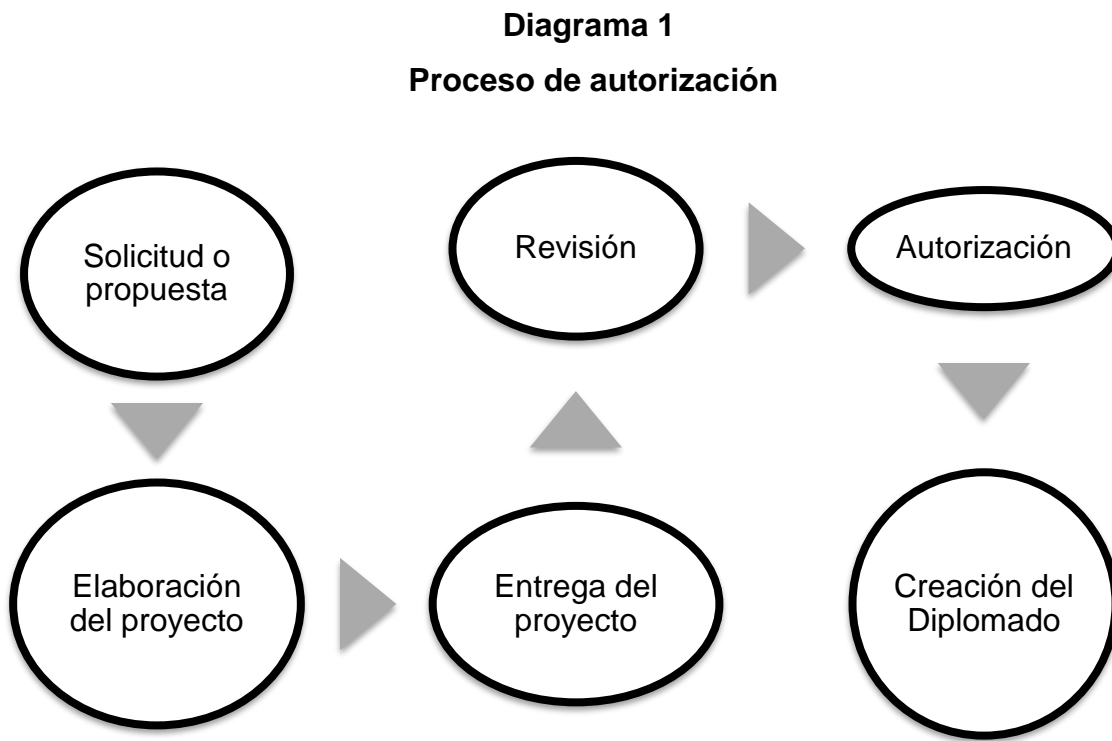 Diagrama 1
Proceso de autorización
Solicitud o
propuesta
Elaboración
del proyecto
Entrega del
proyecto
Revisión
Autorización
Creación del
Diplomado